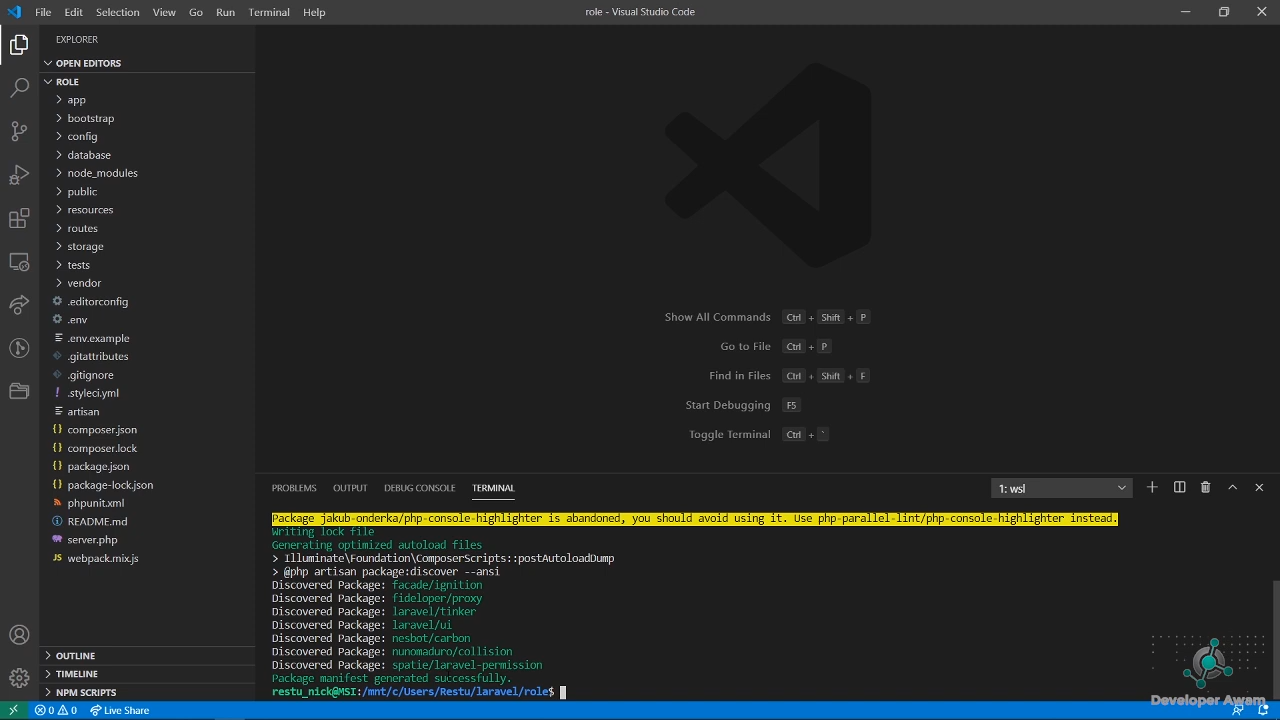 File Edit Selection View Go Run Terminal Help
role - Visual Studio Code
EXPLORER
OPEN EDITORS
ROLE
app
bootstrap
config
database
node_modules
public
resources
routes
storage
tests
vendor
.editorconfig
.env
.env.example
.gitattributes
.gitignore
.styleci.yml
artisan
composer.json
composer.lock
package.json
package-lock.json
phpunit.xml
README.md
server.php
webpack.mix.js
OUTLINE
TIMELINE
NPM SCRIPTS
Show All Commands Ctrl + Shift + P
Go to File Ctrl + P
Find in Files Ctrl + Shift + F
Start Debugging F5
Toggle Terminal Ctrl + `
PROBLEMS OUTPUT DEBUG CONSOLE TERMINAL
1: wsl
Package jakub-onderka/php-console-highlighter is abandoned, you should avoid using it. Use php-parallel-lint/php-console-highlighter instead.
Writing lock file
Generating optimized autoload files
> Illuminate\Foundation\ComposerScripts::postAutoloadDump
> @php artisan package:discover --ansi
Discovered Package: facade/ignition
Discovered Package: fideloper/proxy
Discovered Package: laravel/tinker
Discovered Package: laravel/ui
Discovered Package: nesbot/carbon
Discovered Package: nunomaduro/collision
Discovered Package: spatie/laravel-permission
Package manifest generated successfully.
restu_nick@MSI:/mnt/c/Users/Restu/laravel/role$
Developer Awam
0 0 Live Share